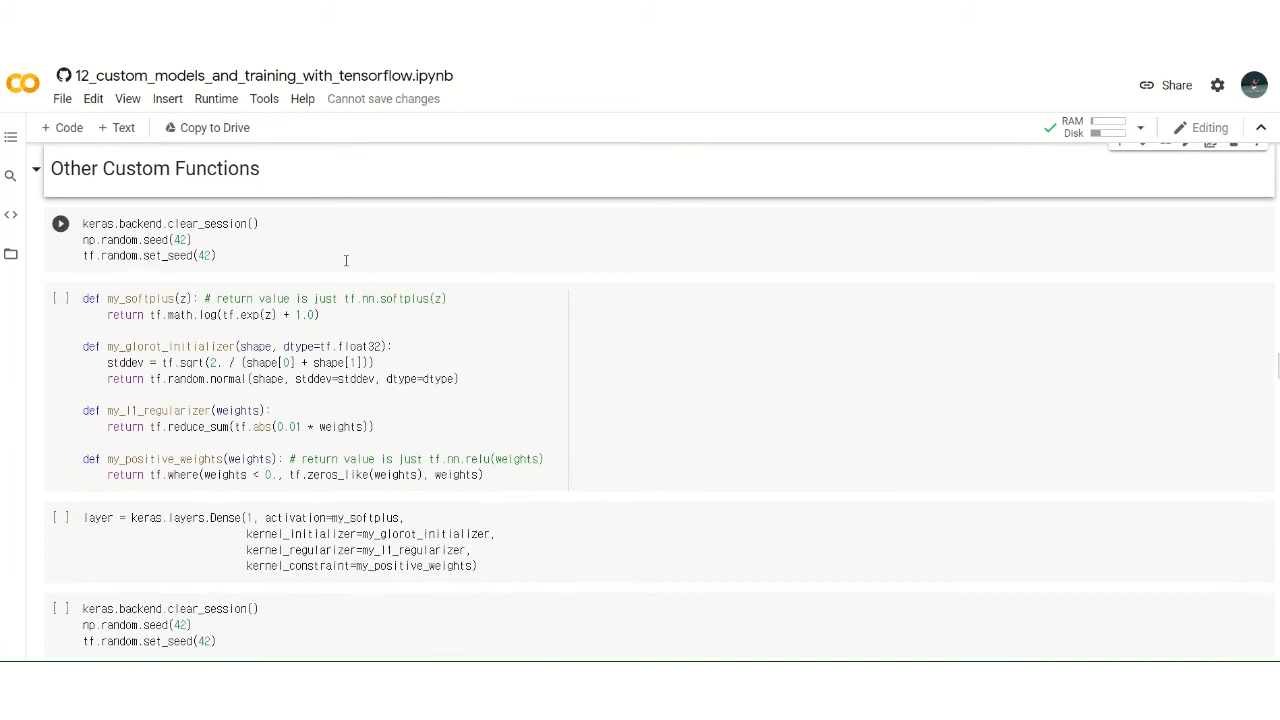 12_custom_models_and_training_with_tensorflow.ipynb
File Edit View Insert Runtime Tools Help Cannot save changes
Share
+ Code + Text Copy to Drive
RAM
Disk
Editing
Other Custom Functions
keras.backend.clear_session()
np.random.seed(42)
tf.random.set_seed(42)
[ ] def my_softplus(z): # return value is just tf.nn.softplus(z)
return tf.math.log(tf.exp(z) + 1.0)
def my_glorot_initializer(shape, dtype=tf.float32):
stddev = tf.sqrt(2. / (shape[0] + shape[1]))
return tf.random.normal(shape, stddev=stddev, dtype=dtype)
def my_l1_regularizer(weights):
return tf.reduce_sum(tf.abs(0.01 * weights))
def my_positive_weights(weights): # return value is just tf.nn.relu(weights)
return tf.where(weights < 0., tf.zeros_like(weights), weights)
[ ] layer = keras.layers.Dense(1, activation=my_softplus,
kernel_initializer=my_glorot_initializer,
kernel_regularizer=my_l1_regularizer,
kernel_constraint=my_positive_weights)
[ ] keras.backend.clear_session()
np.random.seed(42)
tf.random.set_seed(42)